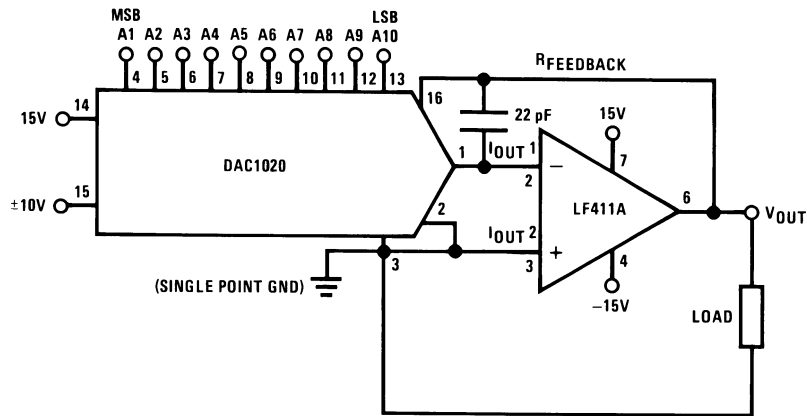 MSB LSB
A1 A2 A3 A4 A5 A6 A7 A8 A9 A10
4 5 6 7 8 9 10 11 12 13
RFEEDBACK
16
14
15V
22 pF
15V
1
IOUT 1
7
DAC1020
2
−
15
±10V
2
LF411A
6
VOUT
IOUT 2
+
3
3
4
(SINGLE POINT GND)
−15V
LOAD